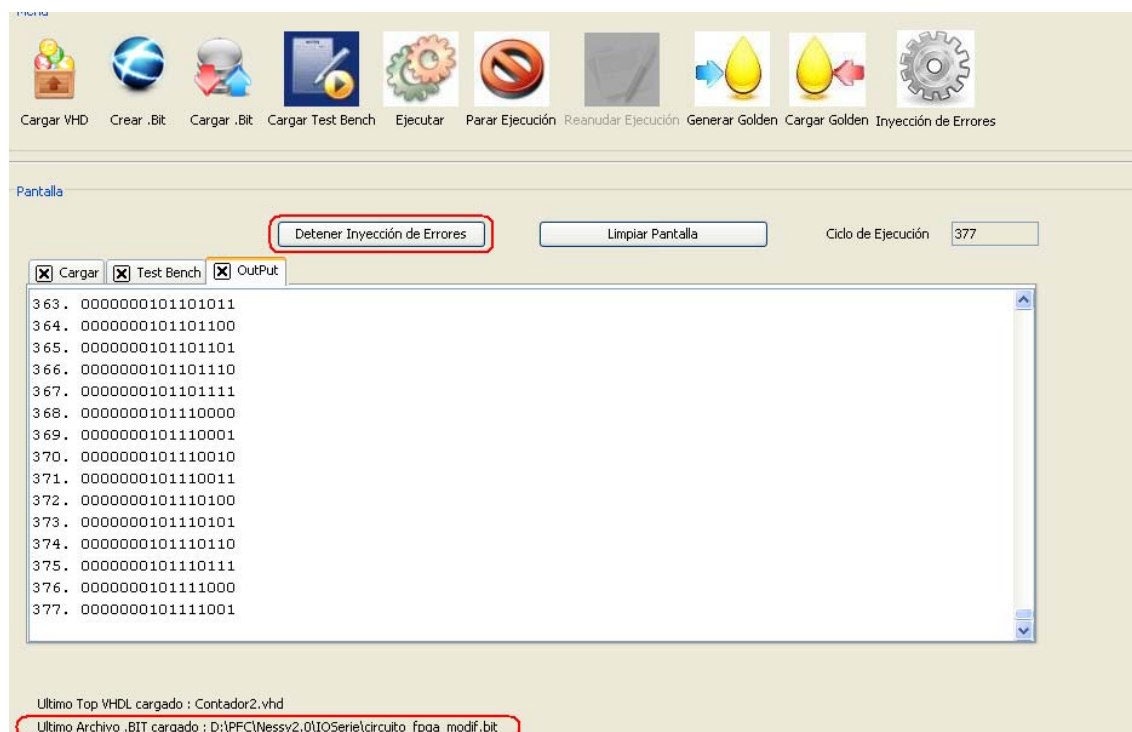 Menú
Cargar VHD Crear .Bit Cargar .Bit Cargar Test Bench Ejecutar Parar Ejecución Reanudar Ejecución Generar Golden Cargar Golden Inyección de Errores
Pantalla
Detener Inyección de Errores Limpiar Pantalla Ciclo de Ejecución 377
Cargar Test Bench OutPut
363. 0000000101101011
364. 0000000101101100
365. 0000000101101101
366. 0000000101101110
367. 0000000101101111
368. 0000000101110000
369. 0000000101110001
370. 0000000101110010
371. 0000000101110011
372. 0000000101110100
373. 0000000101110101
374. 0000000101110110
375. 0000000101110111
376. 0000000101111000
377. 0000000101111001
Ultimo Top VHDL cargado : Contador2.vhd
Ultimo Archivo .BIT cargado : D:\PFC\Nessy2.0\IOSerie\circuito_fpga_modif.bit